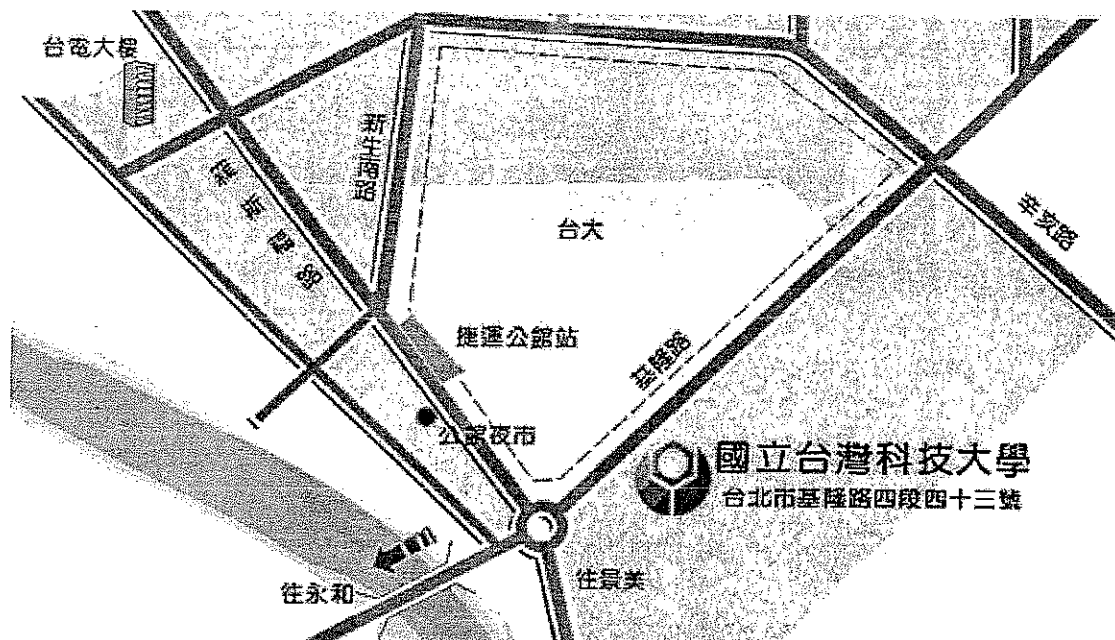 台電大樓
新生南路
羅斯福路
台大
辛亥路
捷運公館站
基隆路
公館夜市
國立台灣科技大學
台北市基隆路四段四十三號
往永和
往景美